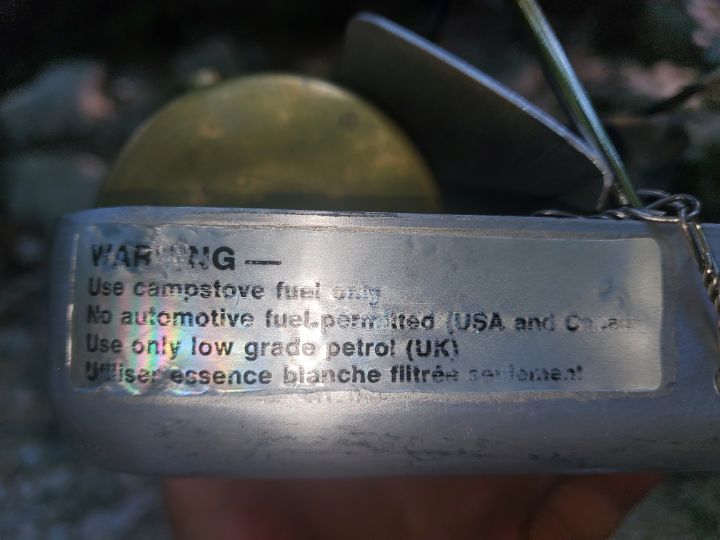 WARNING —
Use campstove fuel only
No automotive fuel permitted (USA and
Use only low grade petrol (UK)
Utiliser essence blanche filtrée seulement